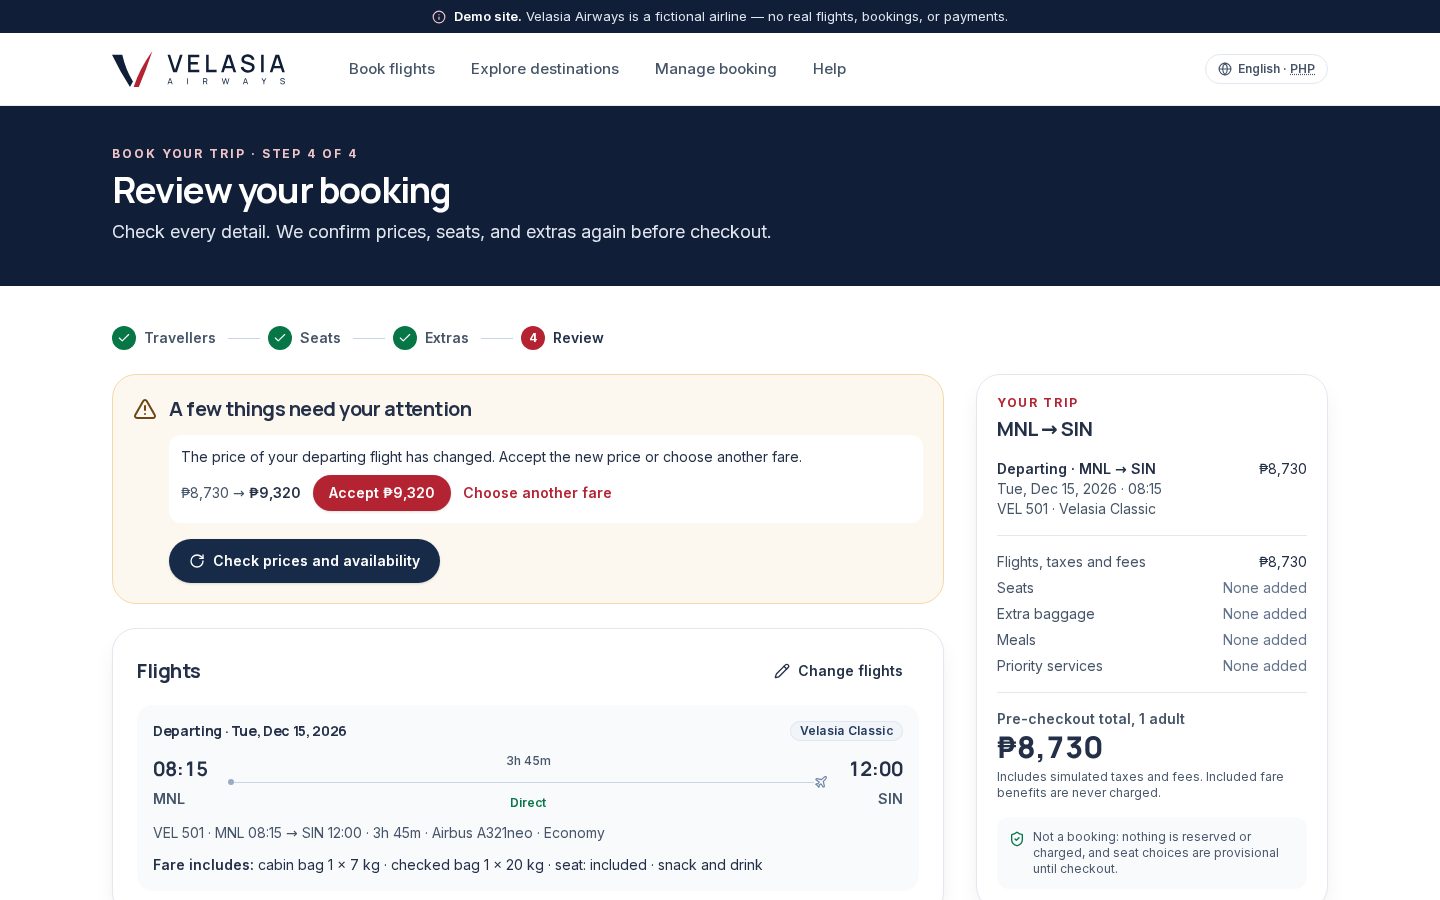 Demo site. Velasia Airways is a fictional airline — no real flights, bookings, or payments.
VELASIA
AIRWAYS
Book flights
Explore destinations
Manage booking
Help
English · PHP
BOOK YOUR TRIP · STEP 4 OF 4
Review your booking
Check every detail. We confirm prices, seats, and extras again before checkout.
Travellers
Seats
Extras
4 Review
A few things need your attention
The price of your departing flight has changed. Accept the new price or choose another fare.
₱8,730 → ₱9,320
Accept ₱9,320
Choose another fare
Check prices and availability
Flights
Change flights
Departing · Tue, Dec 15, 2026
Velasia Classic
08:15
3h 45m
12:00
MNL
Direct
SIN
VEL 501 · MNL 08:15 → SIN 12:00 · 3h 45m · Airbus A321neo · Economy
Fare includes: cabin bag 1 × 7 kg · checked bag 1 × 20 kg · seat: included · snack and drink
YOUR TRIP
MNL → SIN
Departing · MNL → SIN ₱8,730
Tue, Dec 15, 2026 · 08:15
VEL 501 · Velasia Classic
Flights, taxes and fees ₱8,730
Seats None added
Extra baggage None added
Meals None added
Priority services None added
Pre-checkout total, 1 adult
₱8,730
Includes simulated taxes and fees. Included fare
benefits are never charged.
Not a booking: nothing is reserved or
charged, and seat choices are provisional
until checkout.